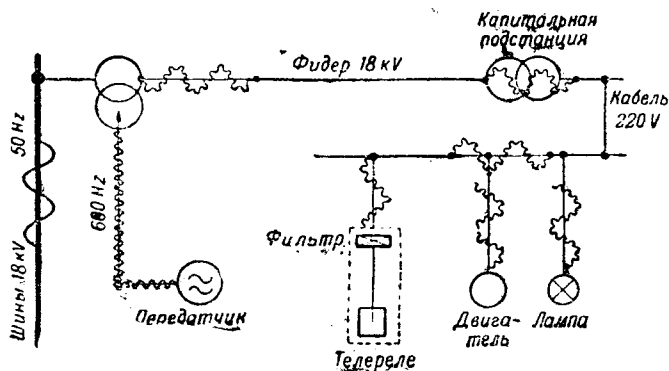 Капитальная
подстанция
Фидер 18 kV
Кабель
220 V
50 Hz
680 Hz
Шины 18 kV
Фильтр
Передатчик
Двига-
тель
Лампа
Телереле